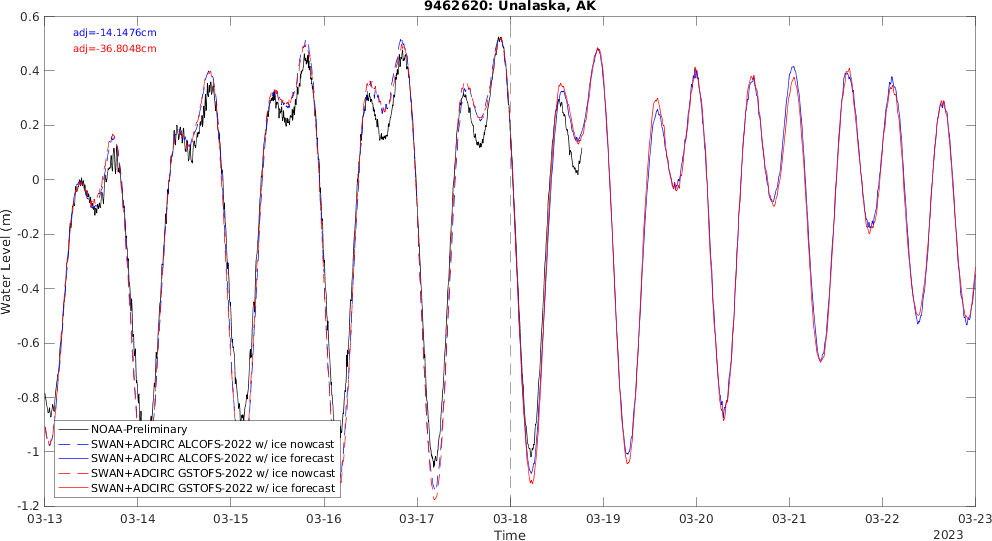 9462620: Unalaska, AK
adj=-14.1476cm
adj=-36.8048cm
Water Level (m)
0.6
0.4
0.2
0
-0.2
-0.4
-0.6
-0.8
-1
-1.2
NOAA-Preliminary
SWAN+ADCIRC ALCOFS-2022 w/ ice nowcast
SWAN+ADCIRC ALCOFS-2022 w/ ice forecast
SWAN+ADCIRC GSTOFS-2022 w/ ice nowcast
SWAN+ADCIRC GSTOFS-2022 w/ ice forecast
03-13 03-14 03-15 03-16 03-17 03-18 03-19 03-20 03-21 03-22 03-23
Time
2023